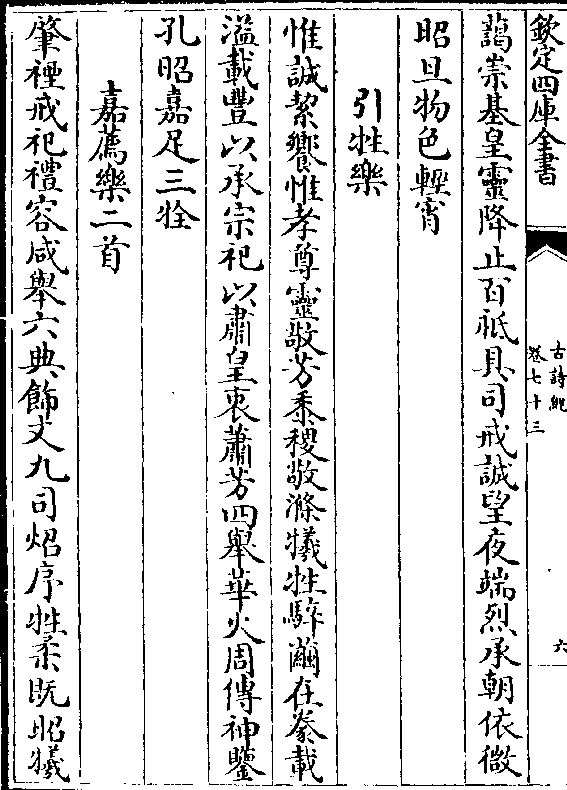 欽定四庫全書
古詩紀
卷七十三
六
藹崇基皇靈降止百祇具司戒誠望夜端烈承朝依微
昭旦物色輕宵
引牲樂
惟誠絜饗惟孝尊靈敬芳黍稷敬滌犧牲騂繭在豢載
溢載豐以承宗祀以肅皇衷蕭芳四舉華火周傳神鑒
孔昭嘉足三牷
嘉薦樂二首
肇禋戒祀禮容咸舉六典飾文九司炤序牲柔既昭犧